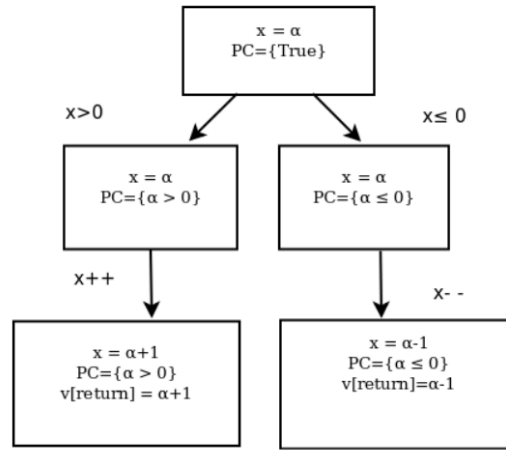 x = α
PC={True}
x>0
x≤ 0
x = α
PC={α > 0}
x = α
PC={α ≤ 0}
x++
x- -
x = α+1
PC={α > 0}
v[return] = α+1
x = α-1
PC={α ≤ 0}
v[return]=α-1